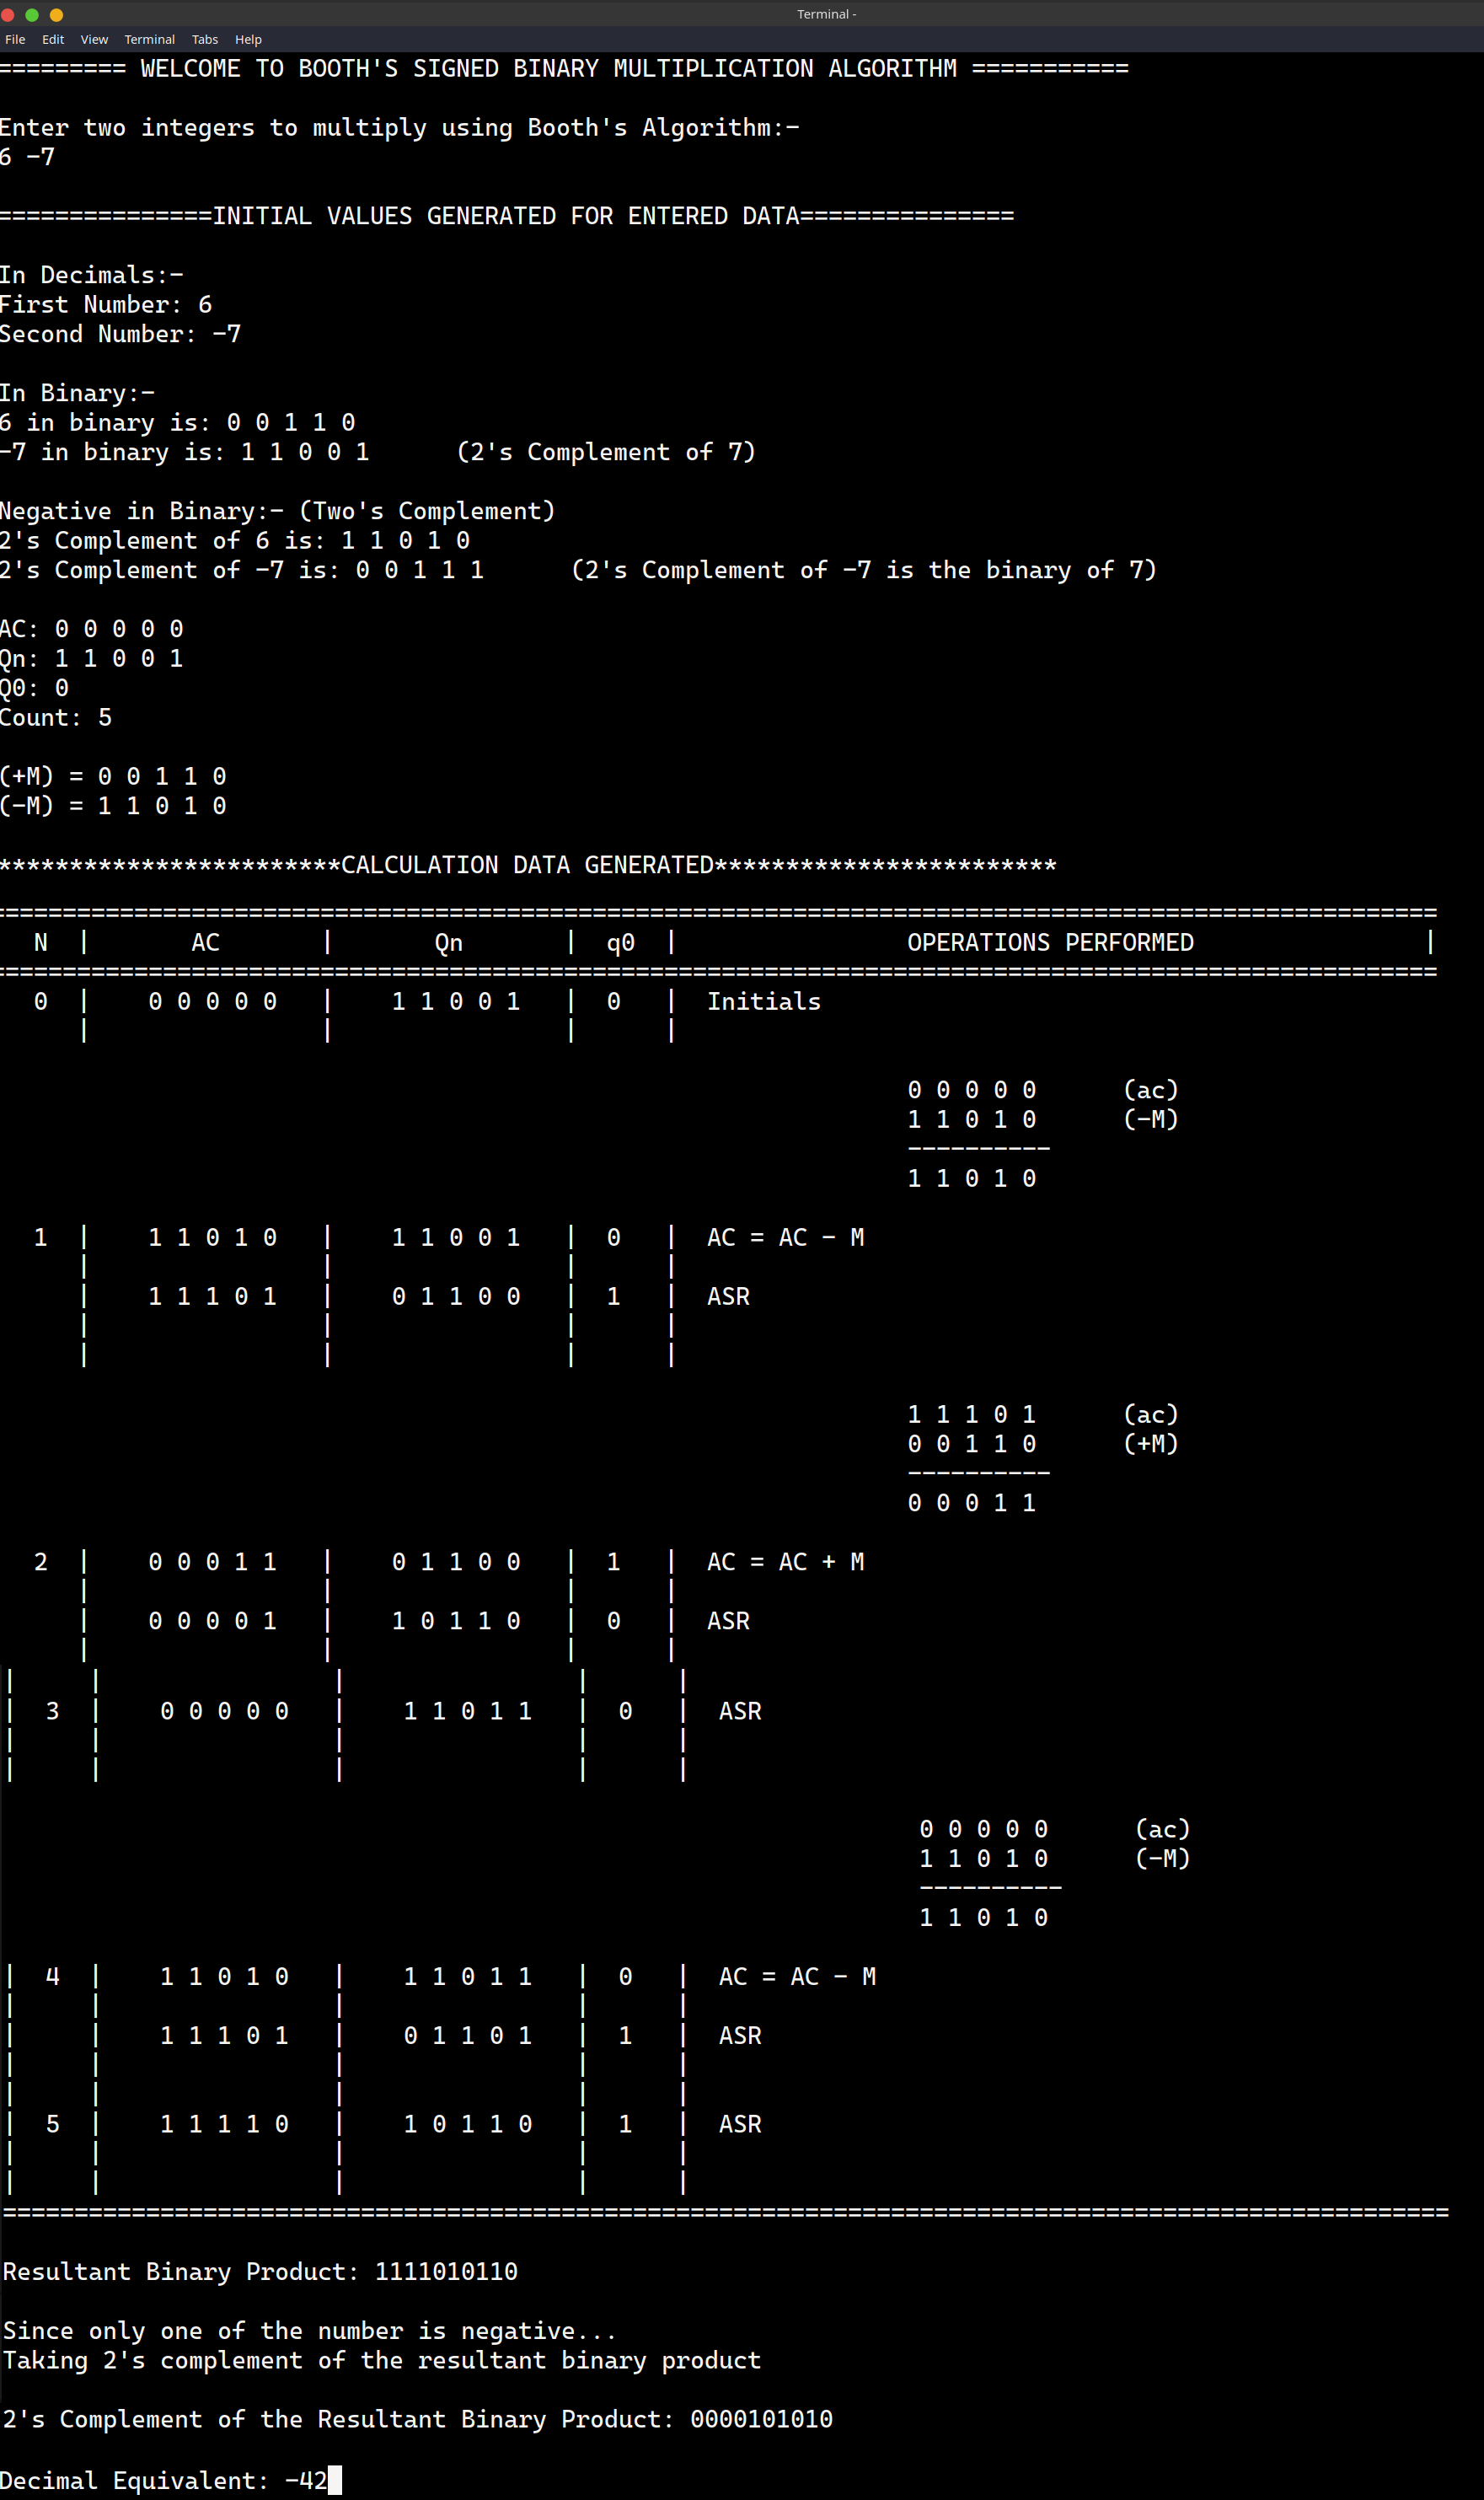 Terminal -
File Edit View Terminal Tabs Help
========= WELCOME TO BOOTH'S SIGNED BINARY MULTIPLICATION ALGORITHM ===========
Enter two integers to multiply using Booth's Algorithm:-
6 -7
===============INITIAL VALUES GENERATED FOR ENTERED DATA===============
In Decimals:-
First Number: 6
Second Number: -7
In Binary:-
6 in binary is: 0 0 1 1 0
-7 in binary is: 1 1 0 0 1 (2's Complement of 7)
Negative in Binary:- (Two's Complement)
2's Complement of 6 is: 1 1 0 1 0
2's Complement of -7 is: 0 0 1 1 1 (2's Complement of -7 is the binary of 7)
AC: 0 0 0 0 0
Qn: 1 1 0 0 1
Q0: 0
Count: 5
(+M) = 0 0 1 1 0
(-M) = 1 1 0 1 0
************************CALCULATION DATA GENERATED************************
=====================================================================================================
N | AC | Qn | q0 | OPERATIONS PERFORMED |
=====================================================================================================
0 | 0 0 0 0 0 | 1 1 0 0 1 | 0 | Initials
| | | |
0 0 0 0 0 (ac)
1 1 0 1 0 (-M)
----------
1 1 0 1 0
1 | 1 1 0 1 0 | 1 1 0 0 1 | 0 | AC = AC - M
| | | |
| 1 1 1 0 1 | 0 1 1 0 0 | 1 | ASR
| | | |
| | | |
1 1 1 0 1 (ac)
0 0 1 1 0 (+M)
----------
0 0 0 1 1
2 | 0 0 0 1 1 | 0 1 1 0 0 | 1 | AC = AC + M
| | | |
| 0 0 0 0 1 | 1 0 1 1 0 | 0 | ASR
| | | |
| | | | |
| 3 | 0 0 0 0 0 | 1 1 0 1 1 | 0 | ASR
| | | | |
| | | | |
0 0 0 0 0 (ac)
1 1 0 1 0 (-M)
----------
1 1 0 1 0
| 4 | 1 1 0 1 0 | 1 1 0 1 1 | 0 | AC = AC - M
| | | | |
| | 1 1 1 0 1 | 0 1 1 0 1 | 1 | ASR
| | | | |
| | | | |
| 5 | 1 1 1 1 0 | 1 0 1 1 0 | 1 | ASR
| | | | |
| | | | |
=====================================================================================================
Resultant Binary Product: 1111010110
Since only one of the number is negative...
Taking 2's complement of the resultant binary product
2's Complement of the Resultant Binary Product: 0000101010
Decimal Equivalent: -42